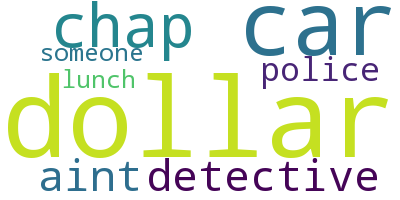 chap car
someone police
lunch
dollar
aint detective